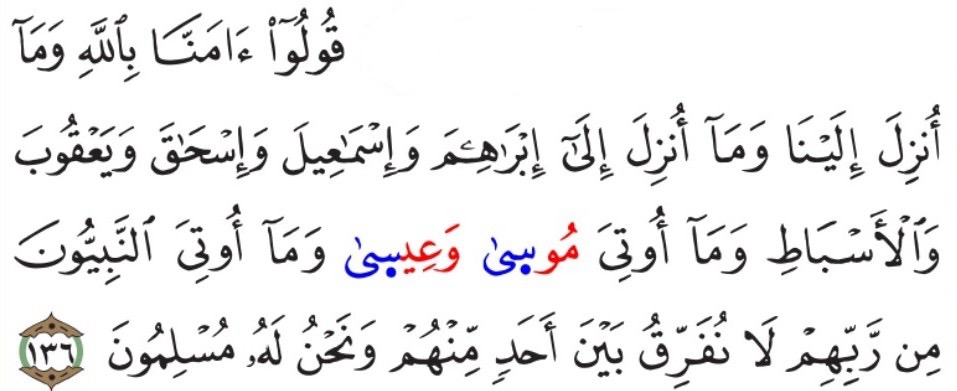 قُولُوٓا۟ ءَامَنَّا بِٱللَّهِ وَمَآ
أُنزِلَ إِلَيْنَا وَمَآ أُنزِلَ إِلَىٰٓ إِبْرَٰهِـۧمَ وَإِسْمَٰعِيلَ وَإِسْحَٰقَ وَيَعْقُوبَ
وَٱلْأَسْبَاطِ وَمَآ أُوتِىَ مُوسٜىٰ وَعِيسٜىٰ وَمَآ أُوتِىَ ٱلنَّبِيُّونَ
مِن رَّبِّهِمْ لَا نُفَرِّقُ بَيْنَ أَحَدٍ مِّنْهُمْ وَنَحْنُ لَهُۥ مُسْلِمُونَ ١٣٦